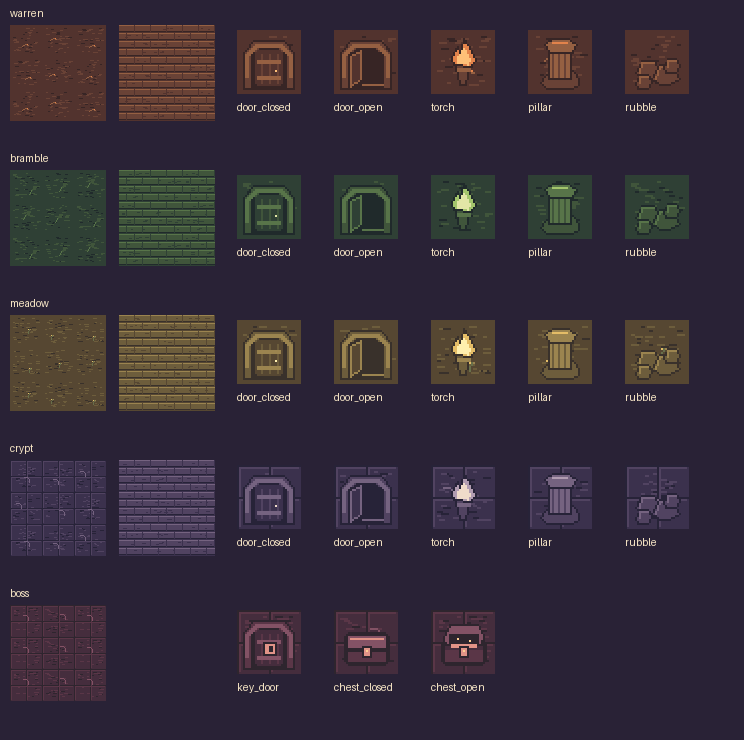 warren
door_closed door_open torch pillar rubble
bramble
door_closed door_open torch pillar rubble
meadow
door_closed door_open torch pillar rubble
crypt
door_closed door_open torch pillar rubble
boss
key_door chest_closed chest_open